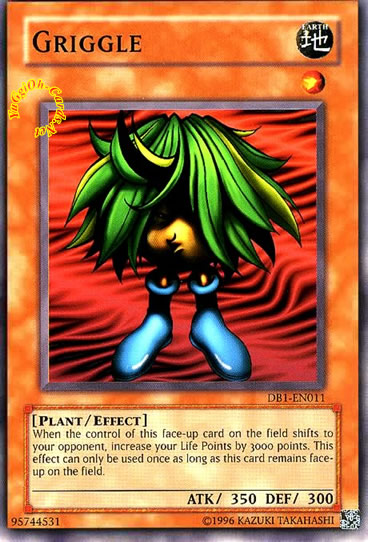 GRIGGLE
EARTH
地
YuGgiOh-Cards.Net
DB1-EN011
[PLANT/EFFECT]
When the control of this face-up card on the field shifts to
your opponent, increase your Life Points by 3000 points. This
effect can only be used once as long as this card remains face-
up on the field.
ATK/ 350 DEF/ 300
95744531
©1996 KAZUKI TAKAHASHI